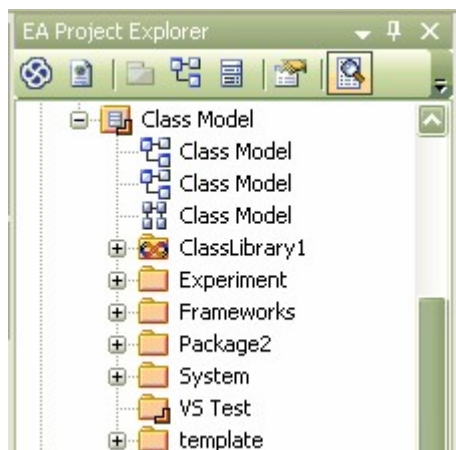 EA Project Explorer
Class Model
Class Model
Class Model
Class Model
ClassLibrary1
Experiment
Frameworks
Package2
System
VS Test
template